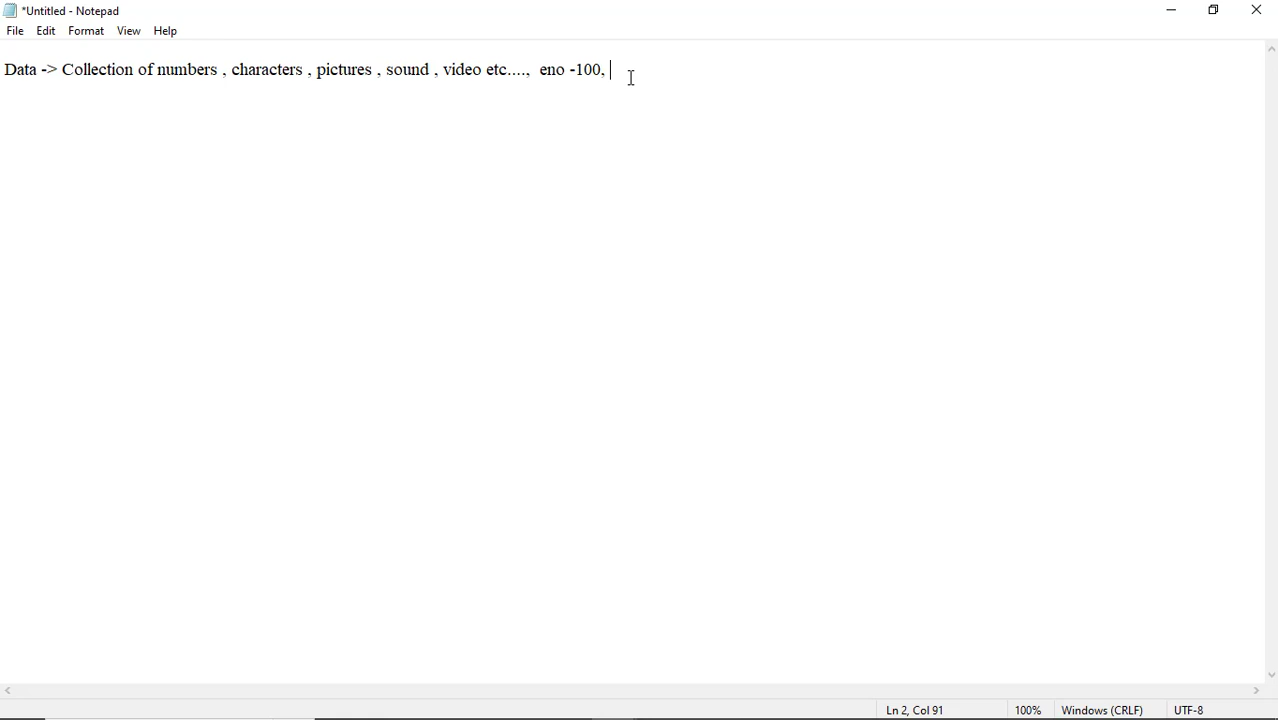 *Untitled - Notepad
File Edit Format View Help
Data -> Collection of numbers , characters , pictures , sound , video etc...., eno -100,
Ln 2, Col 91 100% Windows (CRLF) UTF-8